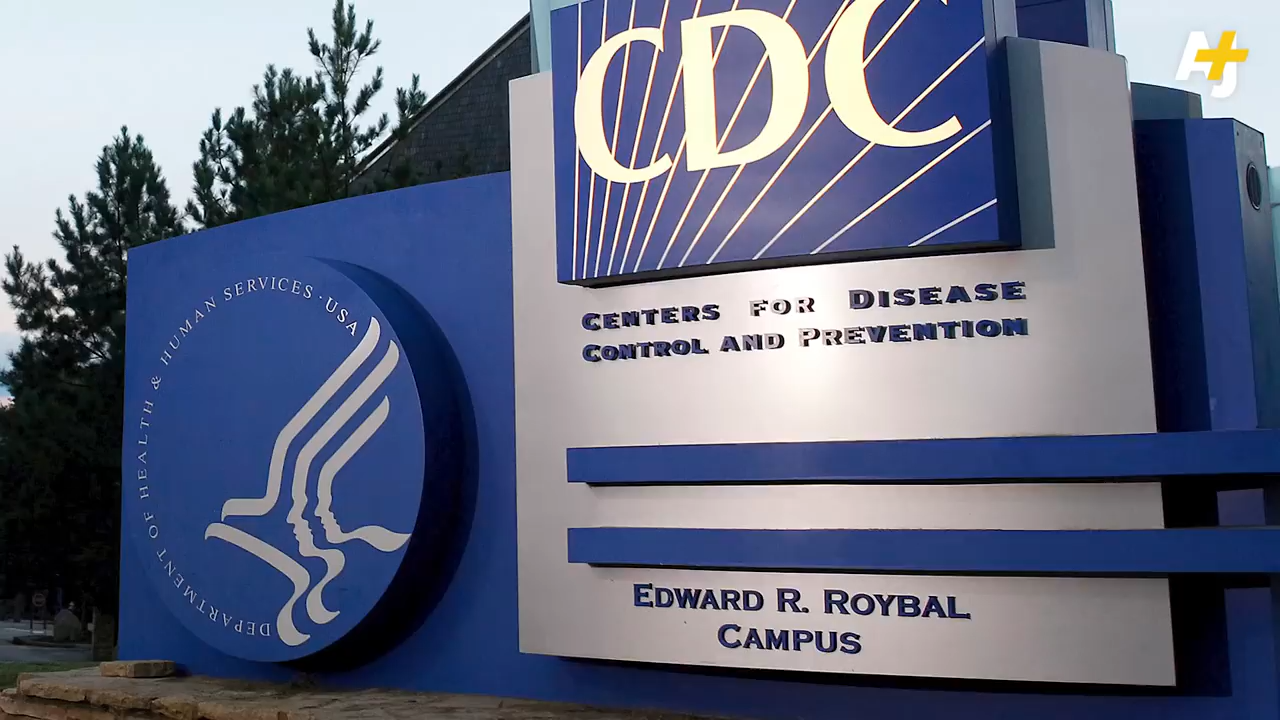 AJ+
CDC
CENTERS FOR DISEASE
CONTROL AND PREVENTION
DEPARTMENT OF HEALTH & HUMAN SERVICES · USA
EDWARD R. ROYBAL
CAMPUS